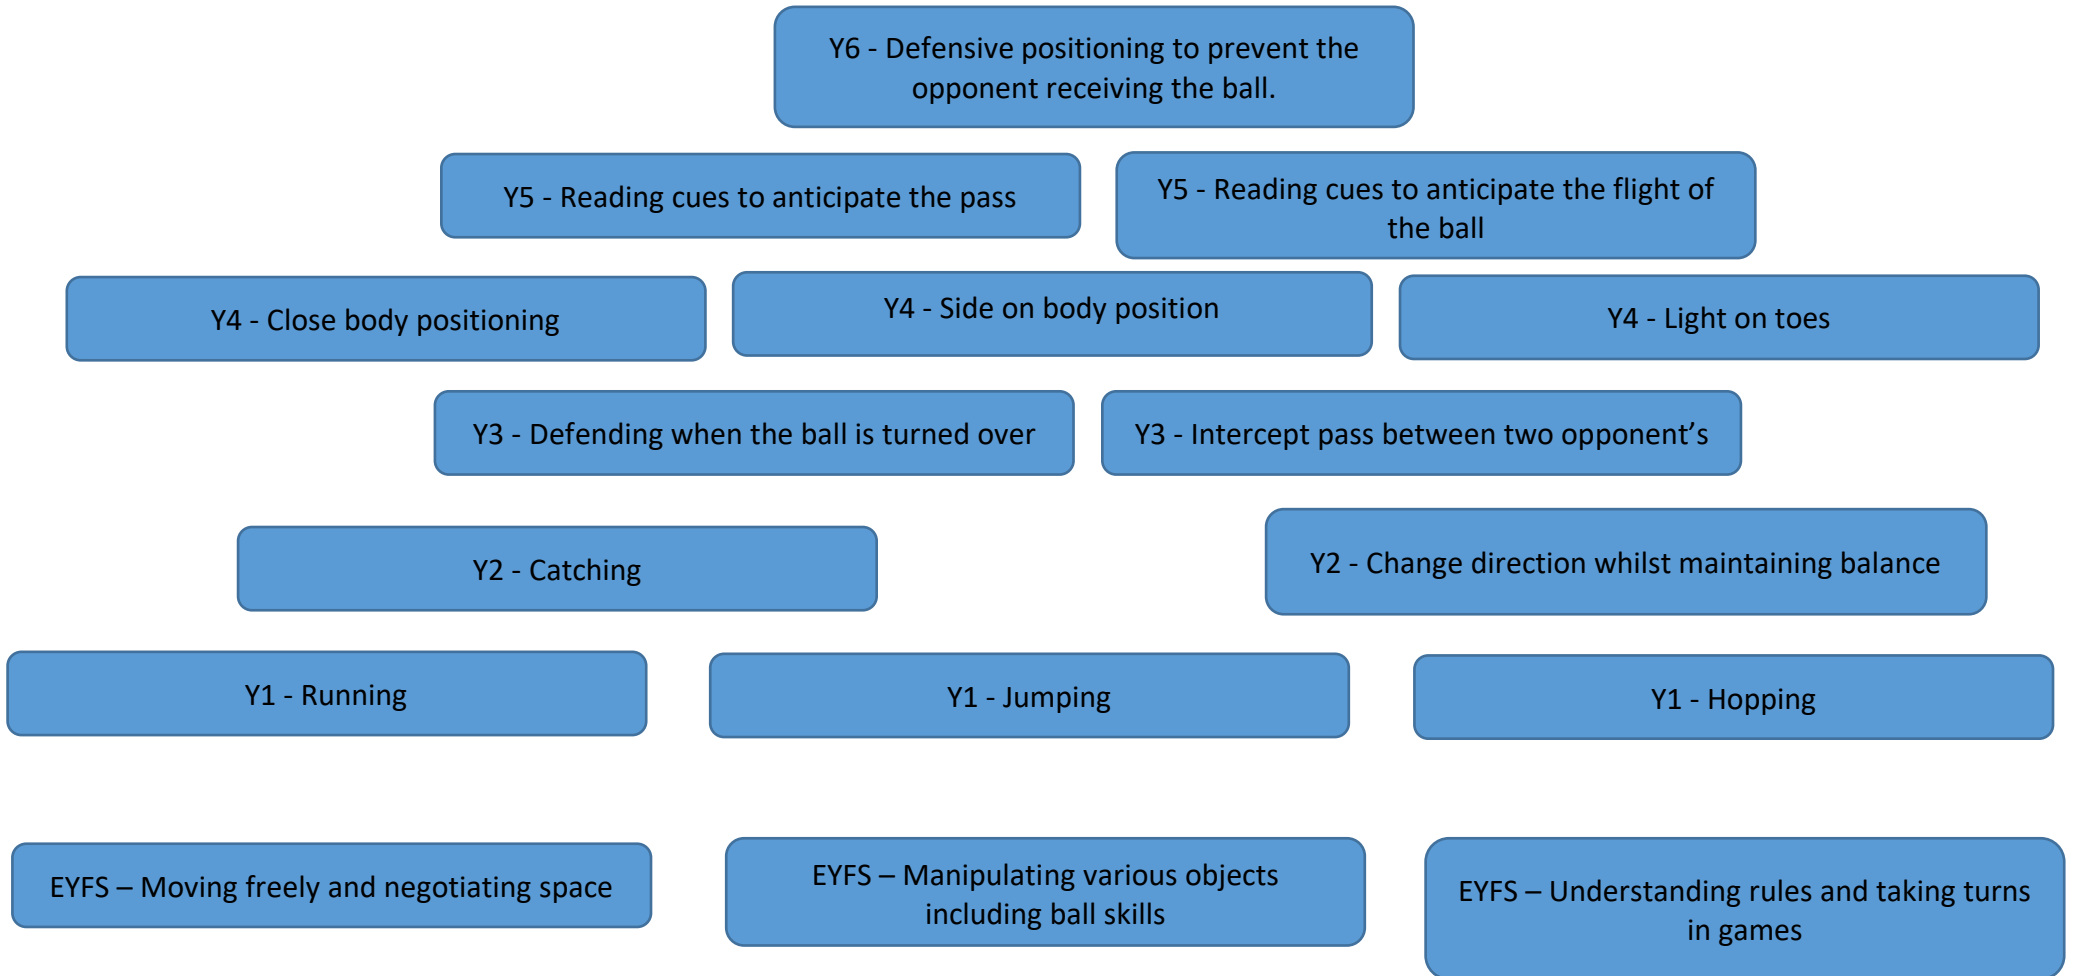 Y6 - Defensive positioning to prevent the
opponent receiving the ball.
Y5 - Reading cues to anticipate the pass
Y5 - Reading cues to anticipate the flight of
the ball
Y4 - Close body positioning
Y4 - Side on body position
Y4 - Light on toes
Y3 - Defending when the ball is turned over
Y3 - Intercept pass between two opponent’s
Y2 - Catching
Y2 - Change direction whilst maintaining balance
Y1 - Running
Y1 - Jumping
Y1 - Hopping
EYFS – Moving freely and negotiating space
EYFS – Manipulating various objects
including ball skills
EYFS – Understanding rules and taking turns
in games